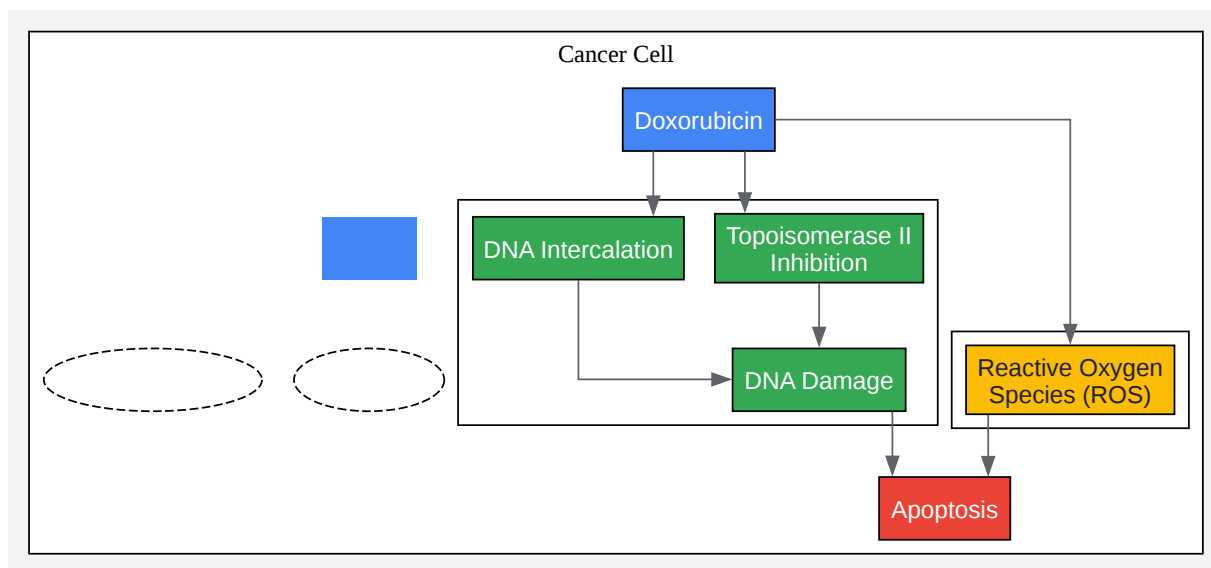 Cancer Cell
Doxorubicin
DNA Intercalation
Topoisomerase II
Inhibition
DNA Damage
Reactive Oxygen
Species (ROS)
Apoptosis